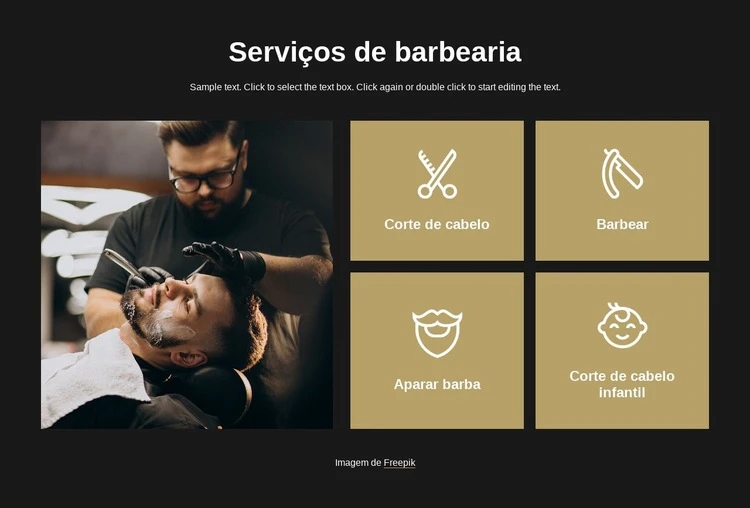 Serviços de barbearia
Sample text. Click to select the text box. Click again or double click to start editing the text.
Corte de cabelo
Barbear
Aparar barba
Corte de cabelo
infantil
Imagem de Freepik